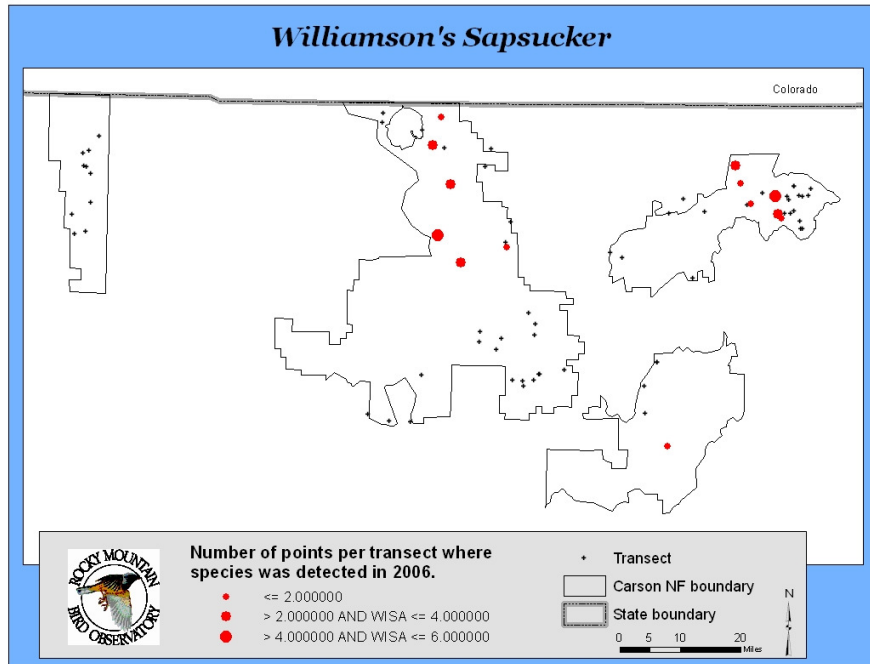 Williamson's Sapsucker
Colorado
ROCKY MOUNTAIN
BIRD OBSERVATORY
Number of points per transect where
species was detected in 2006.
<= 2.000000
> 2.000000 AND WISA <= 4.000000
> 4.000000 AND WISA <= 6.000000
Transect
Carson NF boundary
State boundary
N
0 5 10 20
Miles